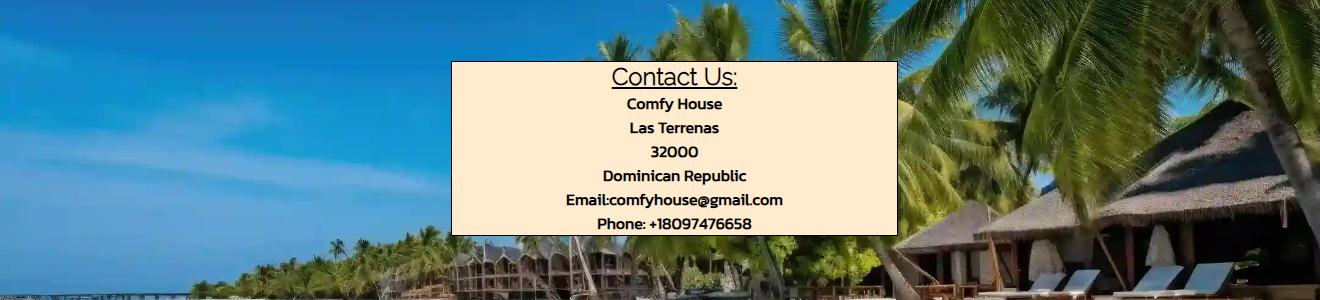 Contact Us:
Comfy House
Las Terrenas
32000
Dominican Republic
Email:comfyhouse@gmail.com
Phone: +18097476658